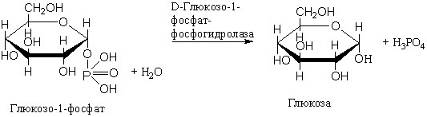 CH₂OH
O
H
H
H
OH
H
OH
H
OH
O
P
O
OH
OH
Глюкозо-1-фосфат
+ H₂O
D-Глюкозо-1-
фосфат-
фосфогидролаза
CH₂OH
O
H
H
H
OH
H
OH
H
OH
OH
Глюкоза
+ H₃PO₄